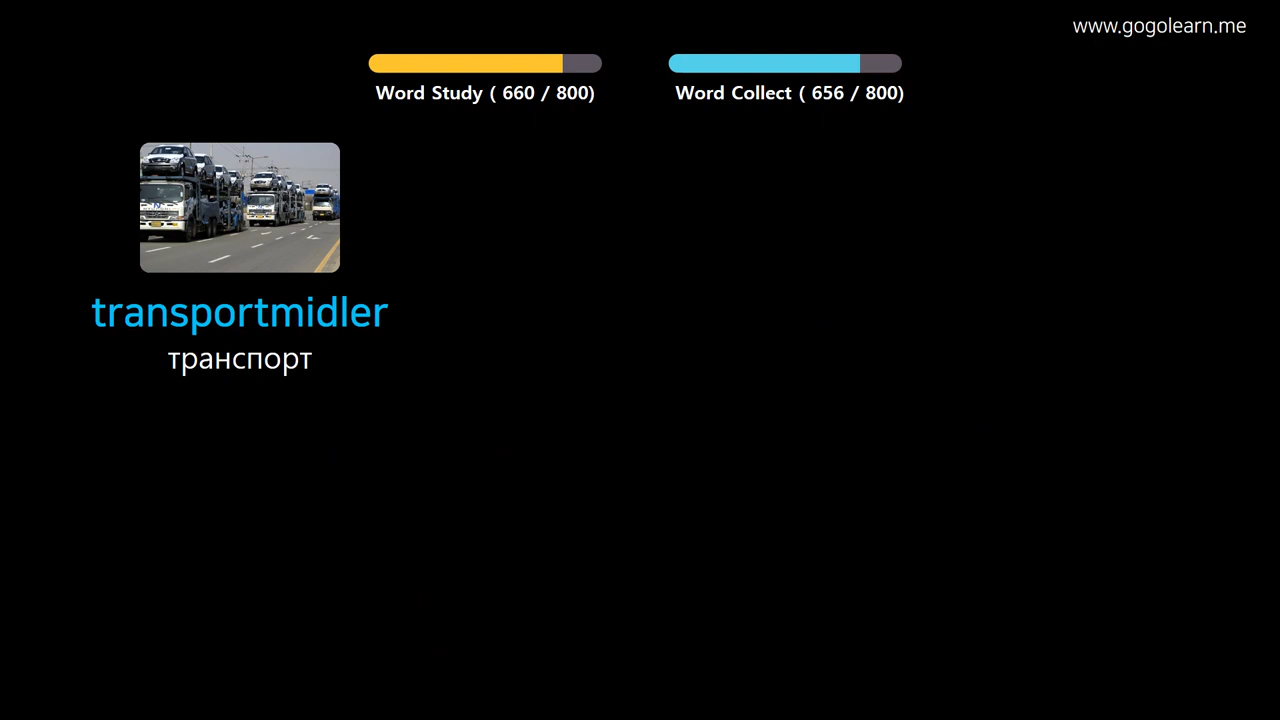 www.gogolearn.me
Word Study ( 660 / 800)
Word Collect ( 656 / 800)
transportmidler
транспорт